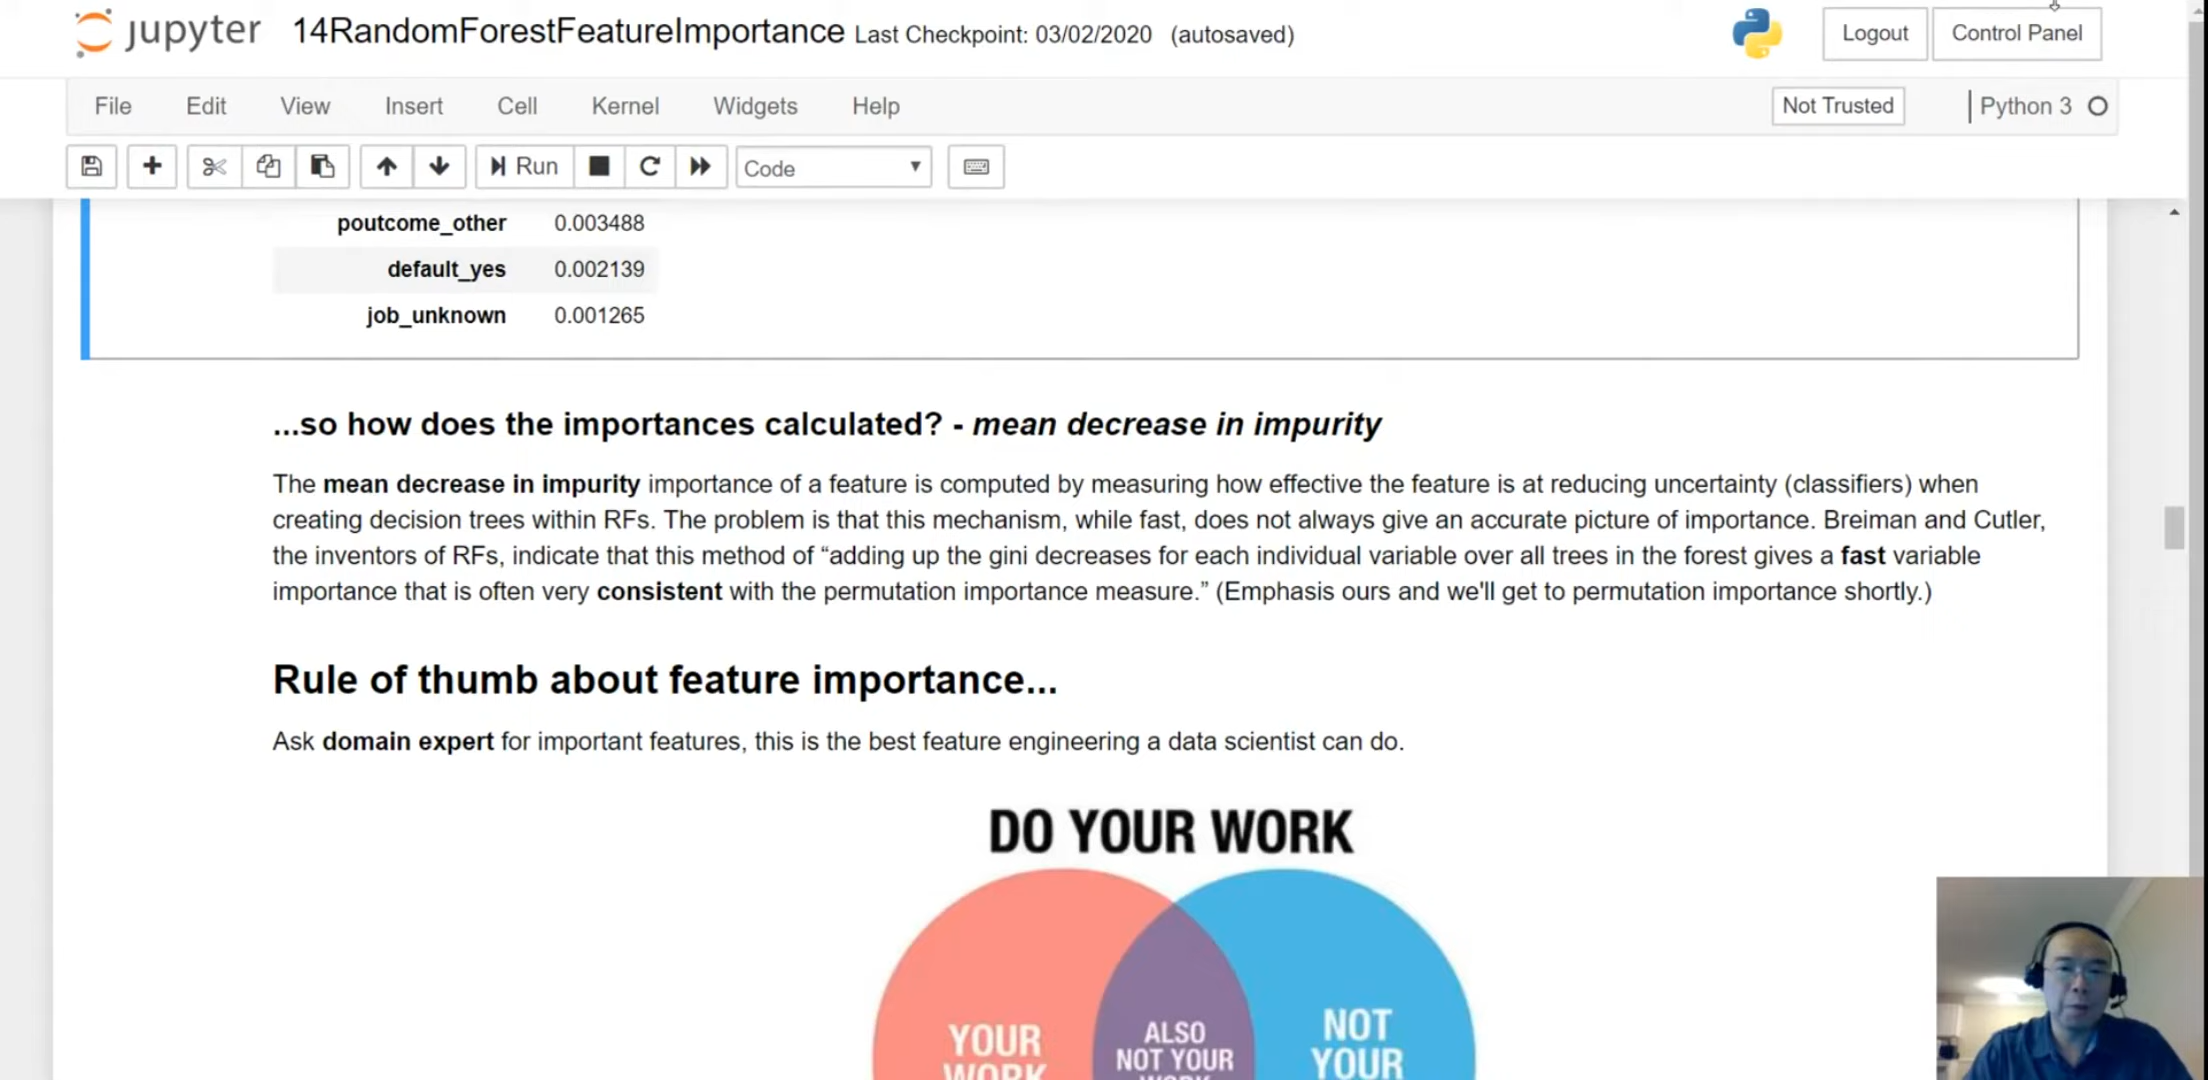 jupyter 14RandomForestFeatureImportance Last Checkpoint: 03/02/2020 (autosaved) Logout Control Panel
File Edit View Insert Cell Kernel Widgets Help Not Trusted Python 3
Run Code
poutcome_other 0.003488
default_yes 0.002139
job_unknown 0.001265
...so how does the importances calculated? - mean decrease in impurity
The mean decrease in impurity importance of a feature is computed by measuring how effective the feature is at reducing uncertainty (classifiers) when
creating decision trees within RFs. The problem is that this mechanism, while fast, does not always give an accurate picture of importance. Breiman and Cutler,
the inventors of RFs, indicate that this method of “adding up the gini decreases for each individual variable over all trees in the forest gives a fast variable
importance that is often very consistent with the permutation importance measure.” (Emphasis ours and we'll get to permutation importance shortly.)
Rule of thumb about feature importance...
Ask domain expert for important features, this is the best feature engineering a data scientist can do.
DO YOUR WORK
YOUR
WORK
ALSO
NOT YOUR
WORK
NOT
YOUR